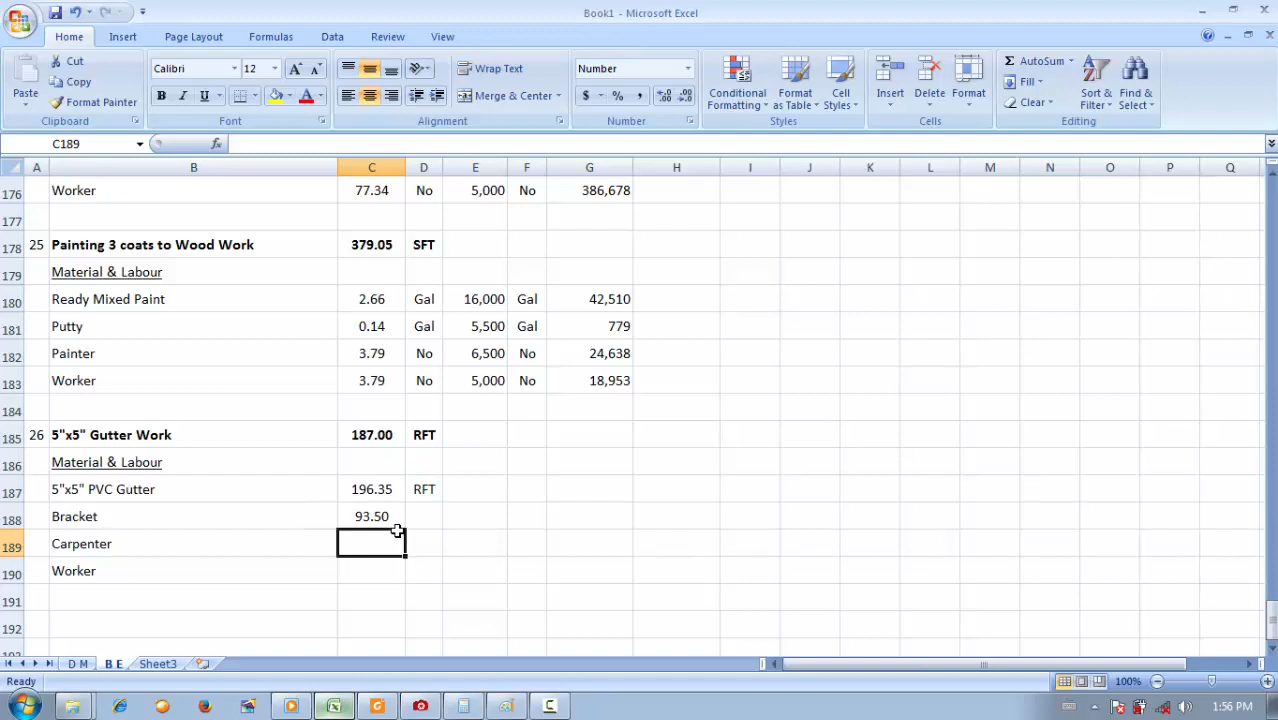 Book1 - Microsoft Excel
Home Insert Page Layout Formulas Data Review View
Cut Calibri 12 Wrap Text Number AutoSum
Copy Fill
Paste Format Painter B I U A Merge & Center $ % , Conditional Formatting Format as Table Cell Styles Insert Delete Format Clear Sort & Filter Find & Select
Clipboard Font Alignment Number Styles Cells Editing
C189 fx
A B C D E F G H I J K L M N O P Q
176 Worker 77.34 No 5,000 No 386,678
177
178 25 Painting 3 coats to Wood Work 379.05 SFT
179 Material & Labour
180 Ready Mixed Paint 2.66 Gal 16,000 Gal 42,510
181 Putty 0.14 Gal 5,500 Gal 779
182 Painter 3.79 No 6,500 No 24,638
183 Worker 3.79 No 5,000 No 18,953
184
185 26 5"x5" Gutter Work 187.00 RFT
186 Material & Labour
187 5"x5" PVC Gutter 196.35 RFT
188 Bracket 93.50
189 Carpenter
190 Worker
191
192
D M B E Sheet3
Ready 100%
1:56 PM